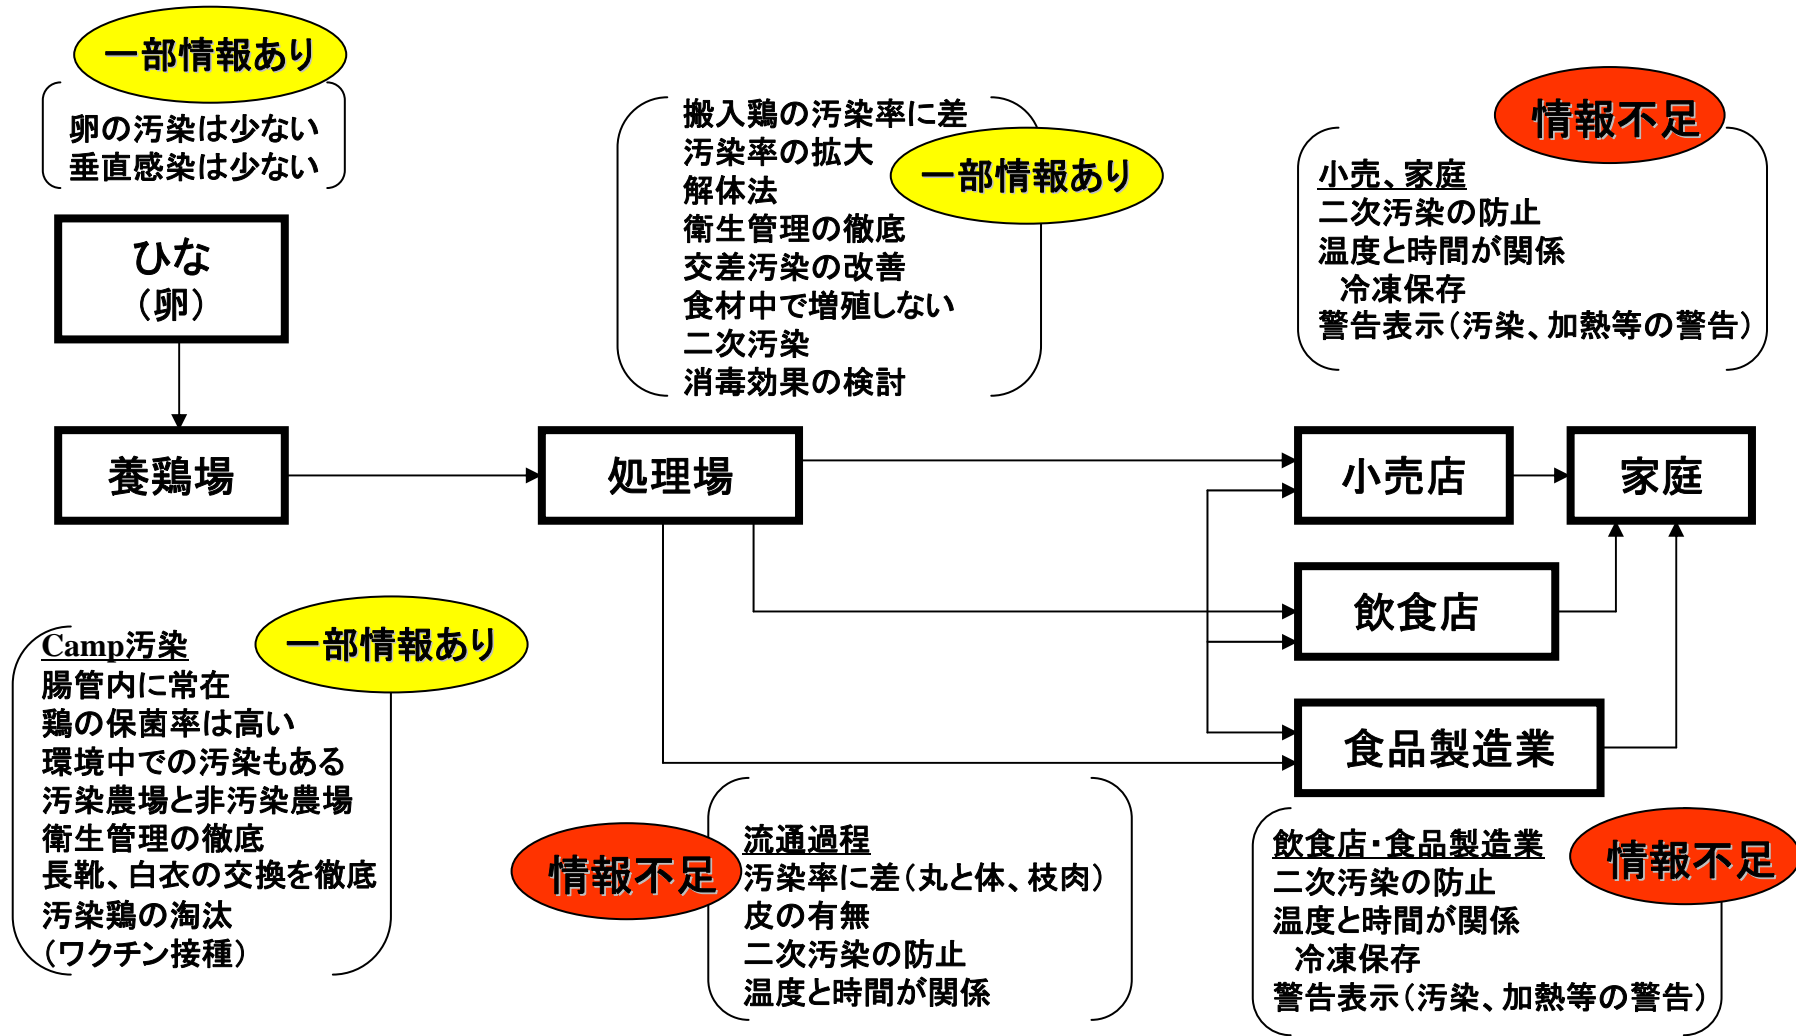 一部情報あり
卵の汚染は少ない
垂直感染は少ない
ひな
（卵）
養鶏場
Camp汚染
一部情報あり
腸管内に常在
鶏の保菌率は高い
環境中での汚染もある
汚染農場と非汚染農場
衛生管理の徹底
長靴、白衣の交換を徹底
汚染鶏の淘汰
（ワクチン接種）
搬入鶏の汚染率に差
汚染率の拡大
一部情報あり
解体法
衛生管理の徹底
交差汚染の改善
食材中で増殖しない
二次汚染
消毒効果の検討
処理場
情報不足
流通過程
汚染率に差（丸と体、枝肉）
皮の有無
二次汚染の防止
温度と時間が関係
情報不足
小売、家庭
二次汚染の防止
温度と時間が関係
冷凍保存
警告表示（汚染、加熱等の警告）
小売店
家庭
飲食店
食品製造業
飲食店・食品製造業
情報不足
二次汚染の防止
温度と時間が関係
冷凍保存
警告表示（汚染、加熱等の警告）